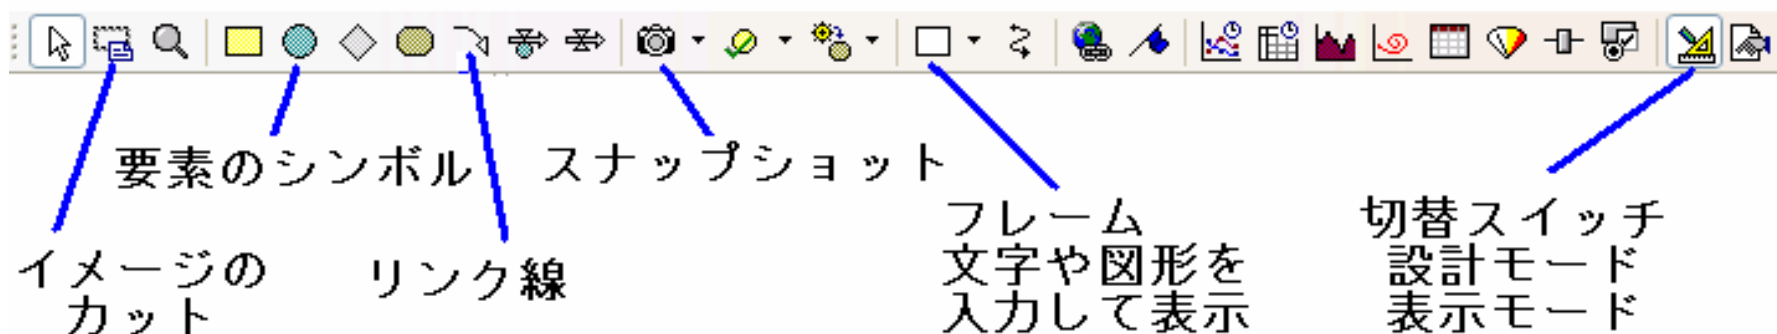 要素のシンボル
スナップショット
イメージの
カット
リンク線
フレーム
文字や図形を
入力して表示
切替スイッチ
設計モード
表示モード